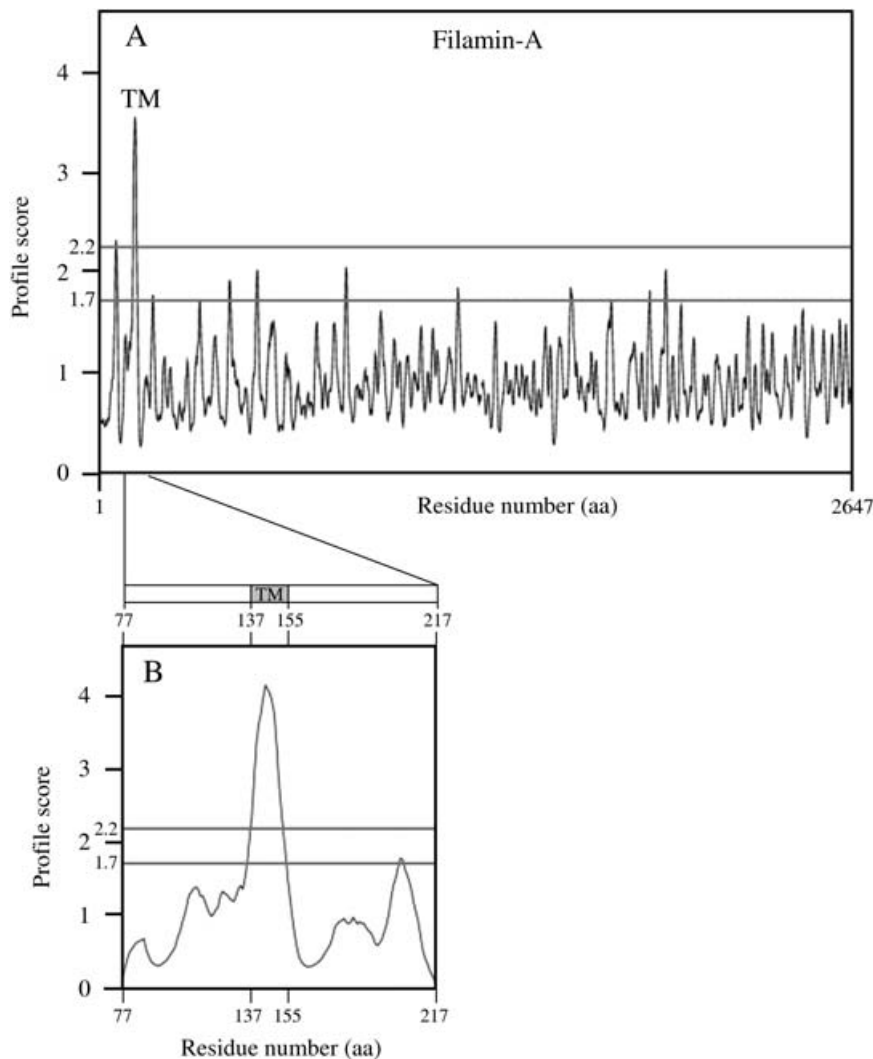 A
Filamin-A
4
TM
3
Profile score
2.2
2
1.7
1
0
1
Residue number (aa)
2647
TM
77
137
155
217
B
4
3
Profile score
2.2
2
1.7
1
0
77
137
155
217
Residue number (aa)